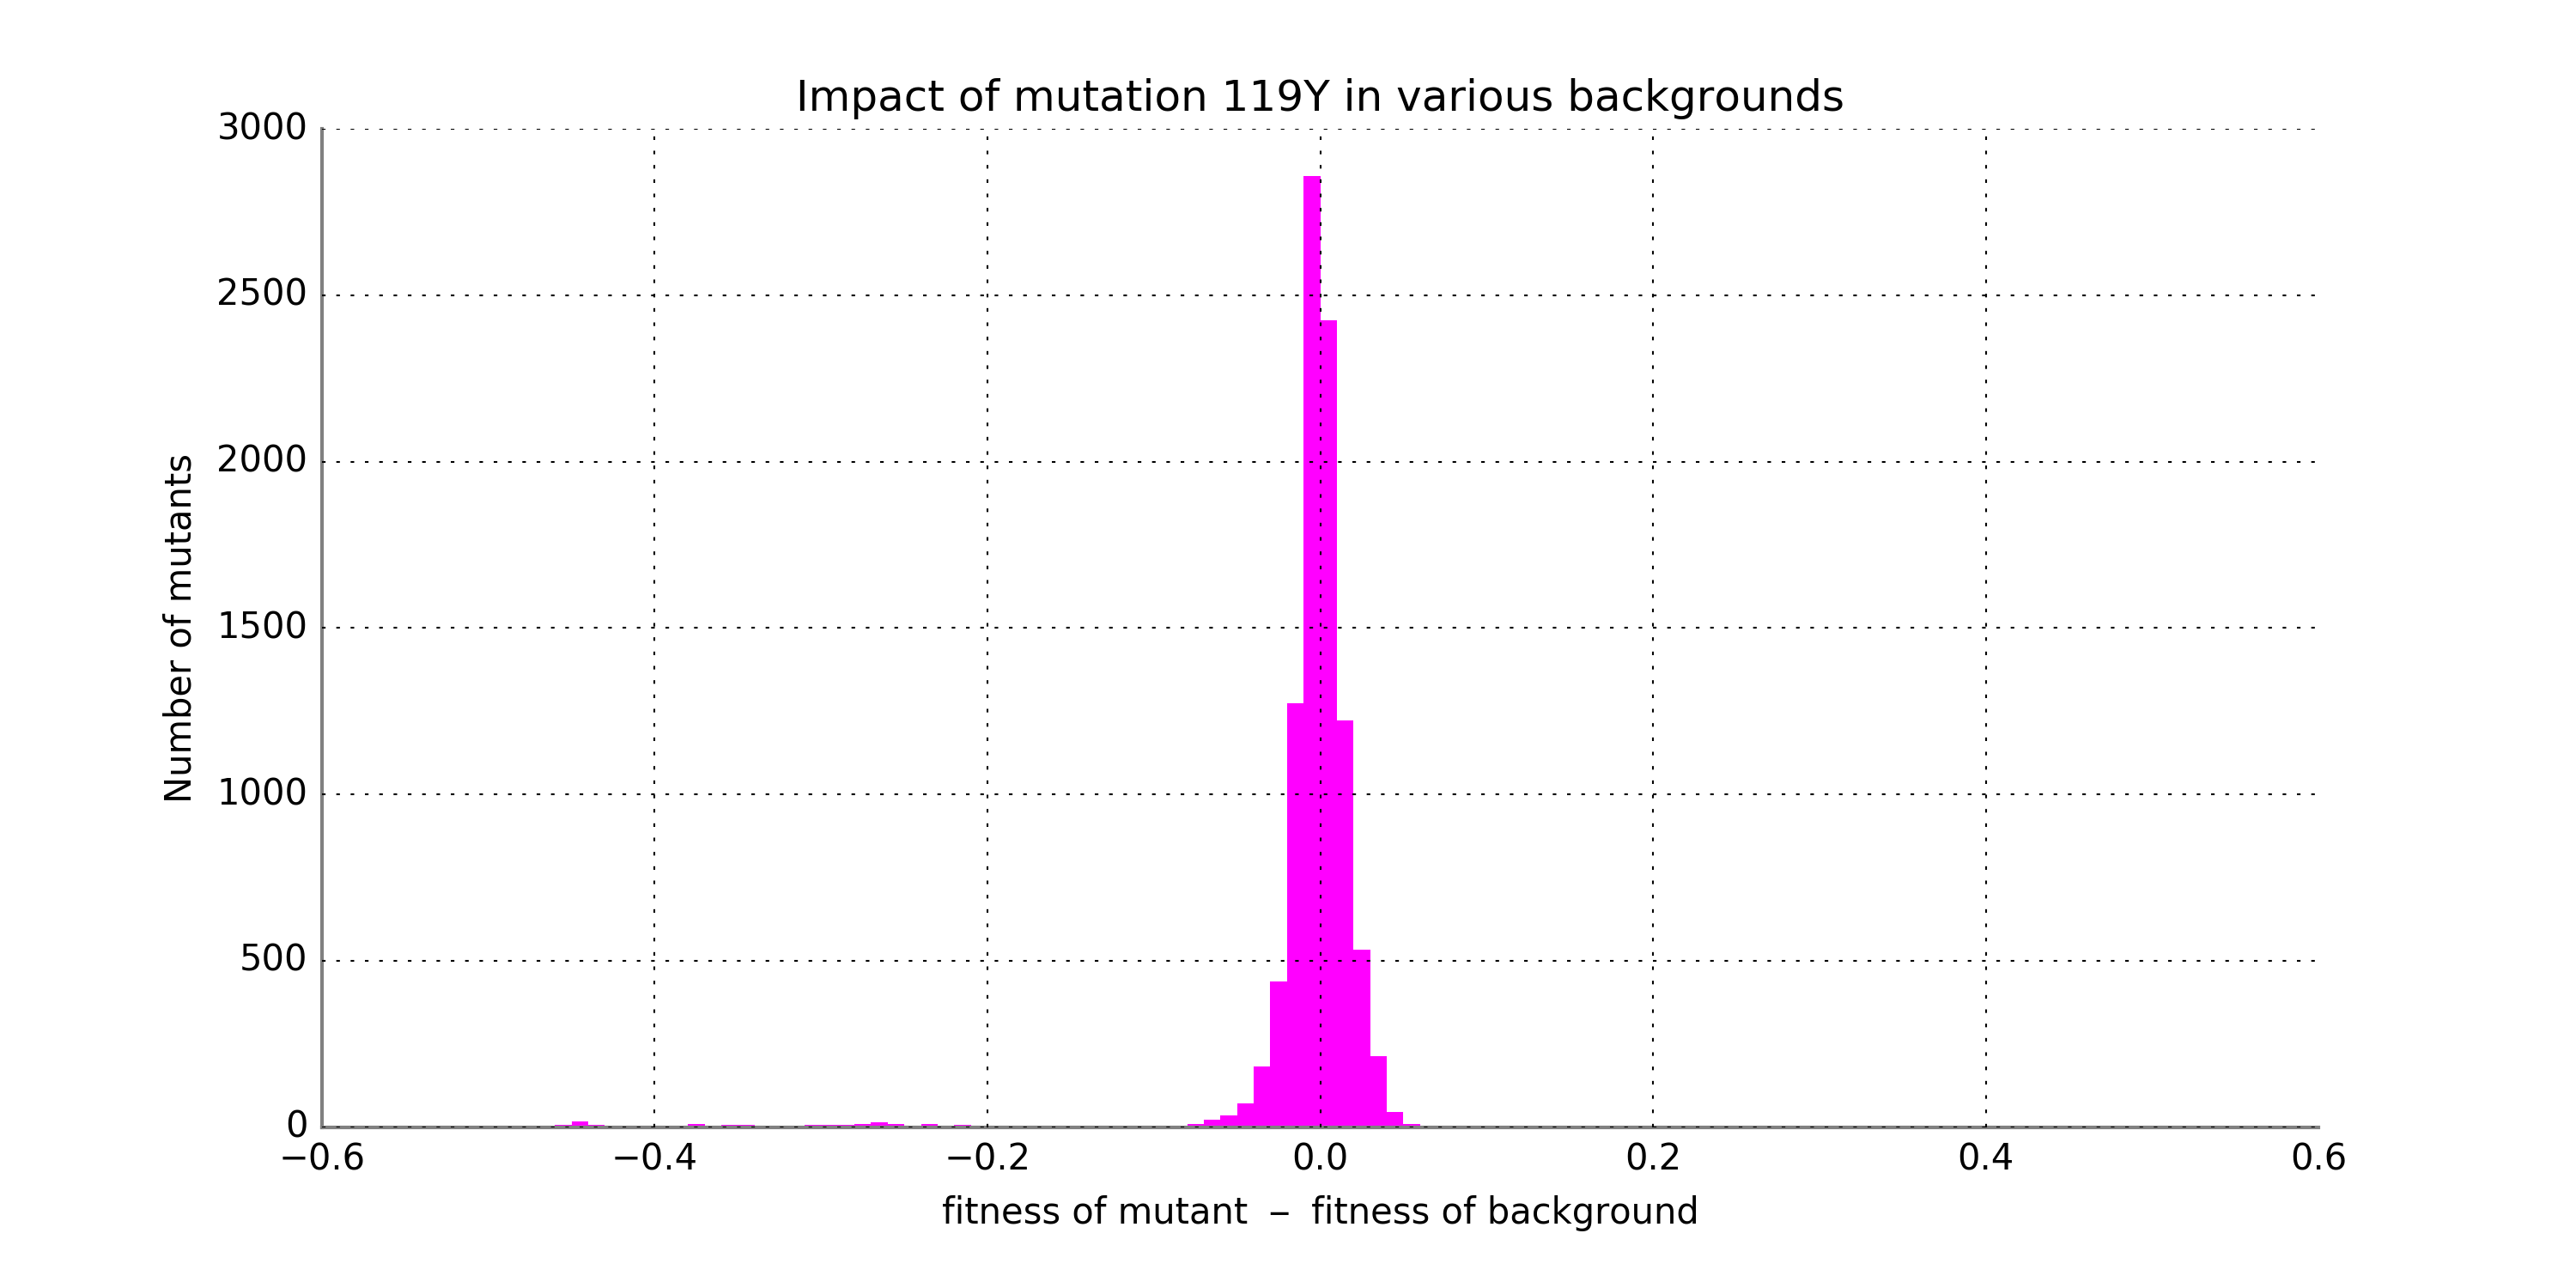 Impact of mutation 119Y in various backgrounds
3000
2500
2000
1500
1000
500
0
Number of mutants
−0.6 −0.4 −0.2 0.0 0.2 0.4 0.6
fitness of mutant – fitness of background